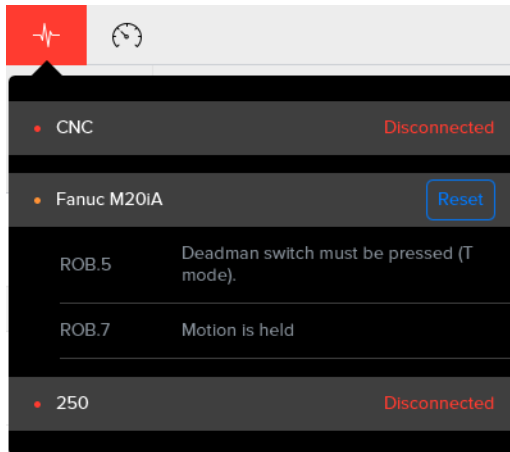 CNC Disconnected
Fanuc M20iA Reset
ROB.5 Deadman switch must be pressed (T
mode).
ROB.7 Motion is held
250 Disconnected